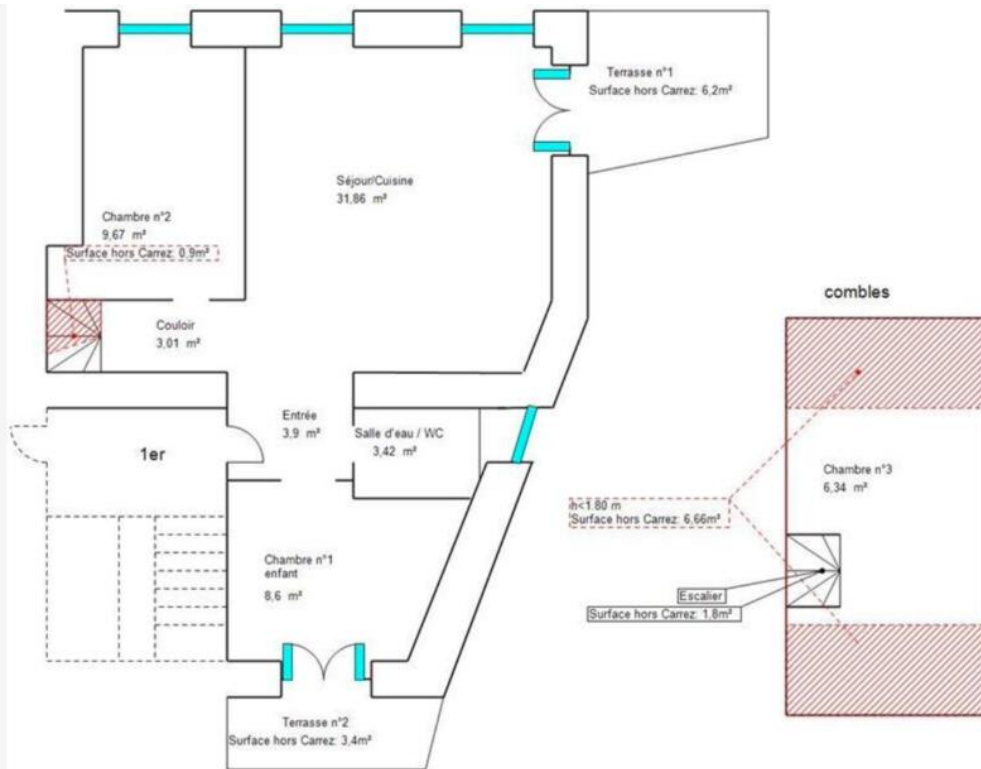 Terrasse n°1
Surface hors Carrez: 6,2m²
Séjour/Cuisine
31,86 m²
Chambre n°2
9,67 m²
Surface hors Carrez: 0,9m²
combles
Couloir
3,01 m²
Entrée
3,9 m²
Salle d'eau / WC
3,42 m²
1er
Chambre n°3
6,34 m²
h<1.80 m
Surface hors Carrez: 6,66m²
Chambre n°1
enfant
8,6 m²
Escalier
Surface hors Carrez: 1,8m²
Terrasse n°2
Surface hors Carrez: 3,4m²